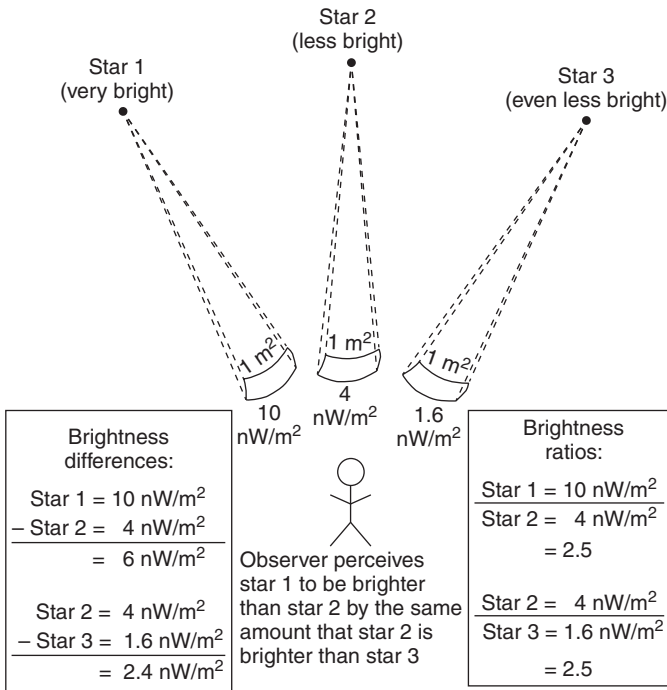 Star 2
(less bright)
Star 1
(very bright)
Star 3
(even less bright)
1 m²
1 m²
1 m²
10
nW/m²
4
nW/m²
1.6
nW/m²
Brightness
differences:
Star 1 = 10 nW/m²
– Star 2 = 4 nW/m²
= 6 nW/m²
Star 2 = 4 nW/m²
– Star 3 = 1.6 nW/m²
= 2.4 nW/m²
Observer perceives
star 1 to be brighter
than star 2 by the same
amount that star 2 is
brighter than star 3
Brightness
ratios:
Star 1 = 10 nW/m²
Star 2 = 4 nW/m²
= 2.5
Star 2 = 4 nW/m²
Star 3 = 1.6 nW/m²
= 2.5